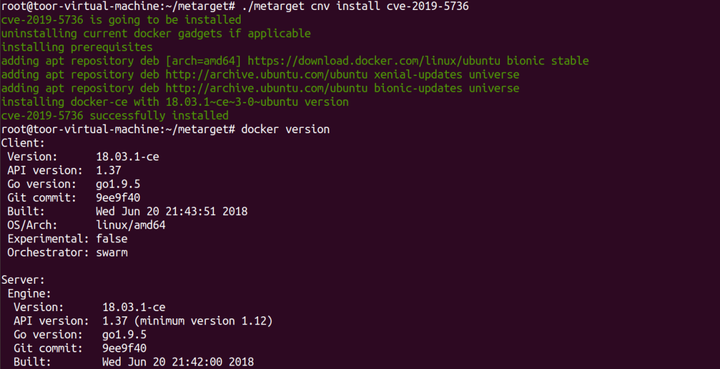 root@toor-virtual-machine:~/metarget# ./metarget cnv install cve-2019-5736
cve-2019-5736 is going to be installed
uninstalling current docker gadgets if applicable
installing prerequisites
adding apt repository deb [arch=amd64] https://download.docker.com/linux/ubuntu bionic stable
adding apt repository deb http://archive.ubuntu.com/ubuntu xenial-updates universe
adding apt repository deb http://archive.ubuntu.com/ubuntu bionic-updates universe
installing docker-ce with 18.03.1~ce~3-0~ubuntu version
cve-2019-5736 successfully installed
root@toor-virtual-machine:~/metarget# docker version
Client:
 Version:      18.03.1-ce
 API version:  1.37
 Go version:   go1.9.5
 Git commit:   9ee9f40
 Built:        Wed Jun 20 21:43:51 2018
 OS/Arch:      linux/amd64
 Experimental: false
 Orchestrator: swarm

Server:
 Engine:
  Version:      18.03.1-ce
  API version:  1.37 (minimum version 1.12)
  Go version:   go1.9.5
  Git commit:   9ee9f40
  Built:        Wed Jun 20 21:42:00 2018